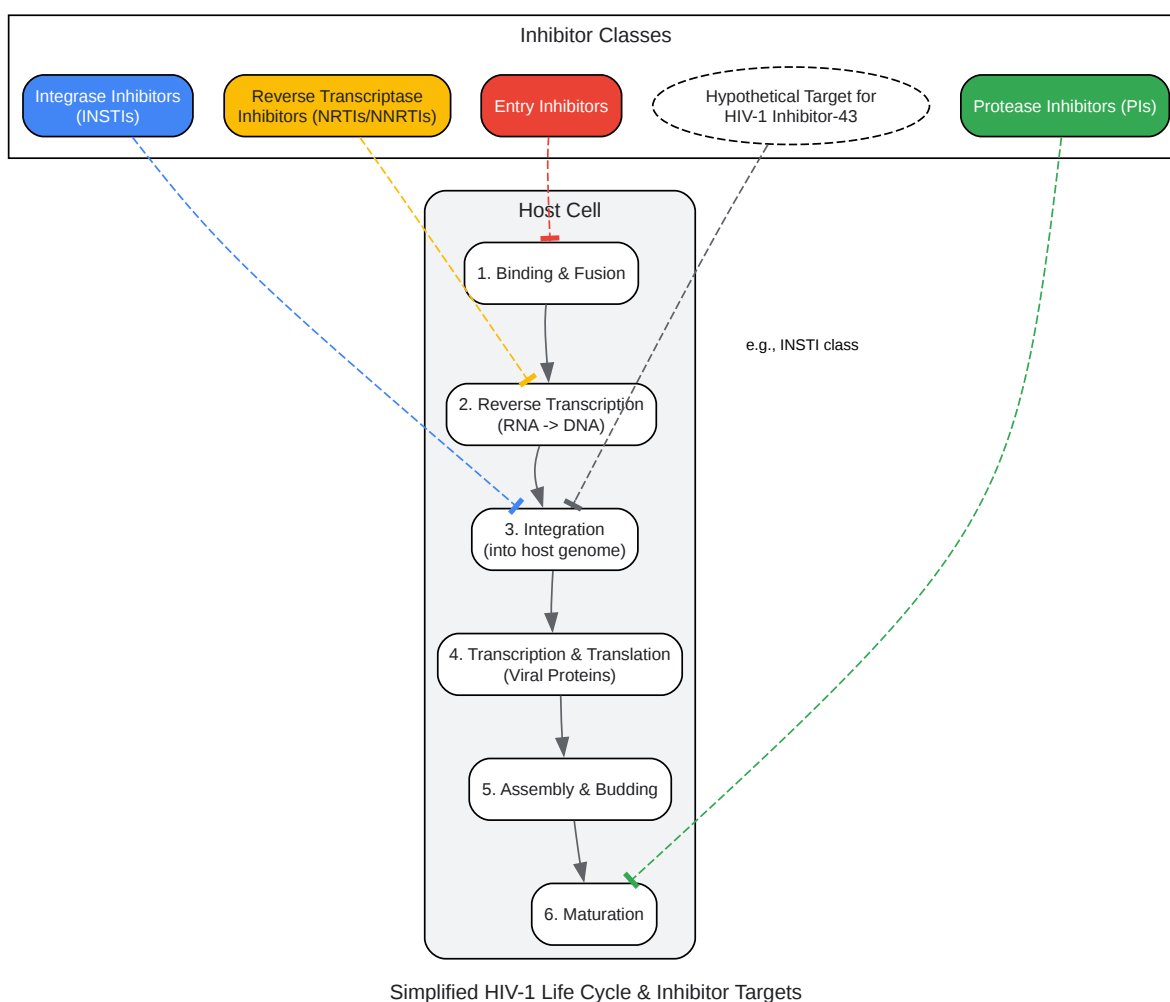 Inhibitor Classes
Integrase Inhibitors
(INSTIs)
Reverse Transcriptase
Inhibitors (NRTIs/NNRTIs)
Entry Inhibitors
Hypothetical Target for
HIV-1 Inhibitor-43
Protease Inhibitors (PIs)
Host Cell
1. Binding & Fusion
e.g., INSTI class
2. Reverse Transcription
(RNA -> DNA)
3. Integration
(into host genome)
4. Transcription & Translation
(Viral Proteins)
5. Assembly & Budding
6. Maturation
Simplified HIV-1 Life Cycle & Inhibitor Targets